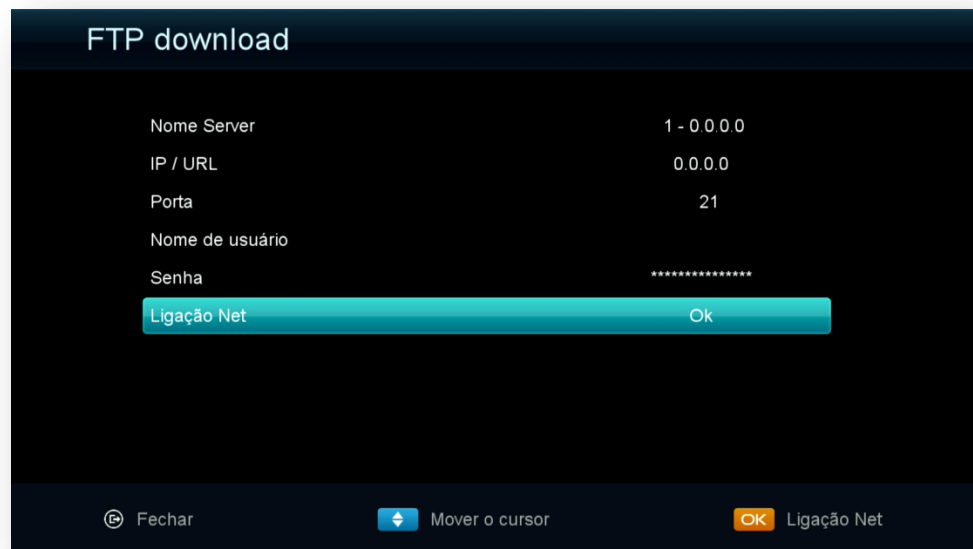 FTP download
Nome Server 1 - 0.0.0.0
IP / URL 0.0.0.0
Porta 21
Nome de usuário
Senha ***************
Ligação Net Ok
Fechar Mover o cursor OK Ligação Net